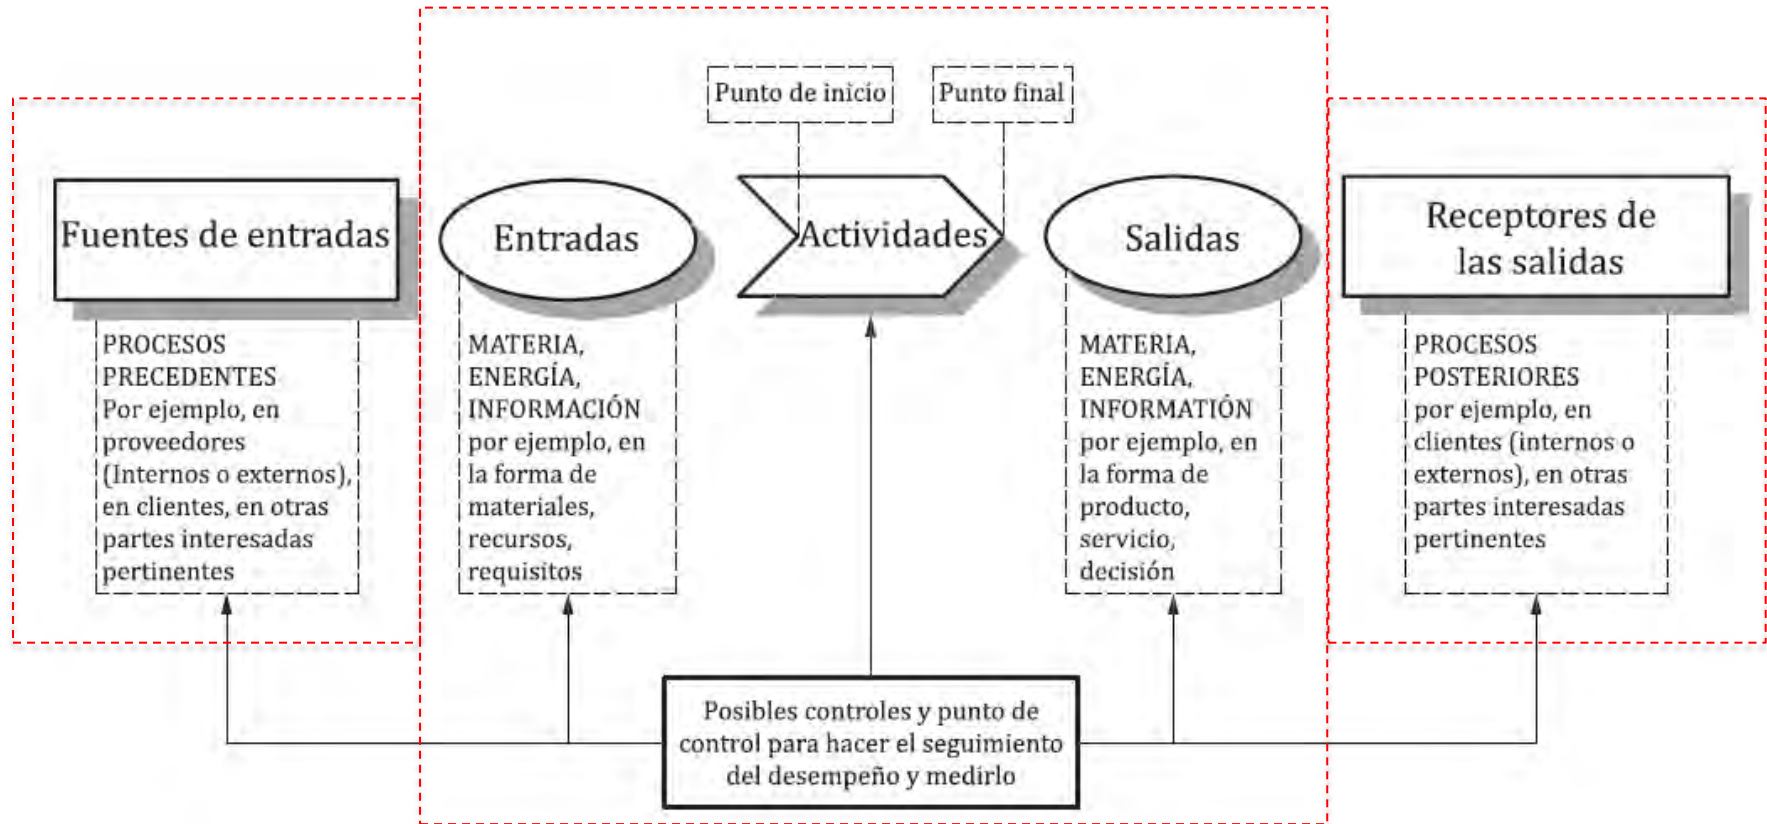 Punto de inicio
Punto final
Fuentes de entradas
Entradas
Actividades
Salidas
Receptores de
las salidas
PROCESOS
PRECEDENTES
Por ejemplo, en
proveedores
(Internos o externos),
en clientes, en otras
partes interesadas
pertinentes
MATERIA,
ENERGÍA,
INFORMACIÓN
por ejemplo, en
la forma de
materiales,
recursos,
requisitos
MATERIA,
ENERGÍA,
INFORMATIÓN
por ejemplo, en
la forma de
producto,
servicio,
decisión
PROCESOS
POSTERIORES
por ejemplo, en
clientes (internos o
externos), en otras
partes interesadas
pertinentes
Posibles controles y punto de
control para hacer el seguimiento
del desempeño y medirlo